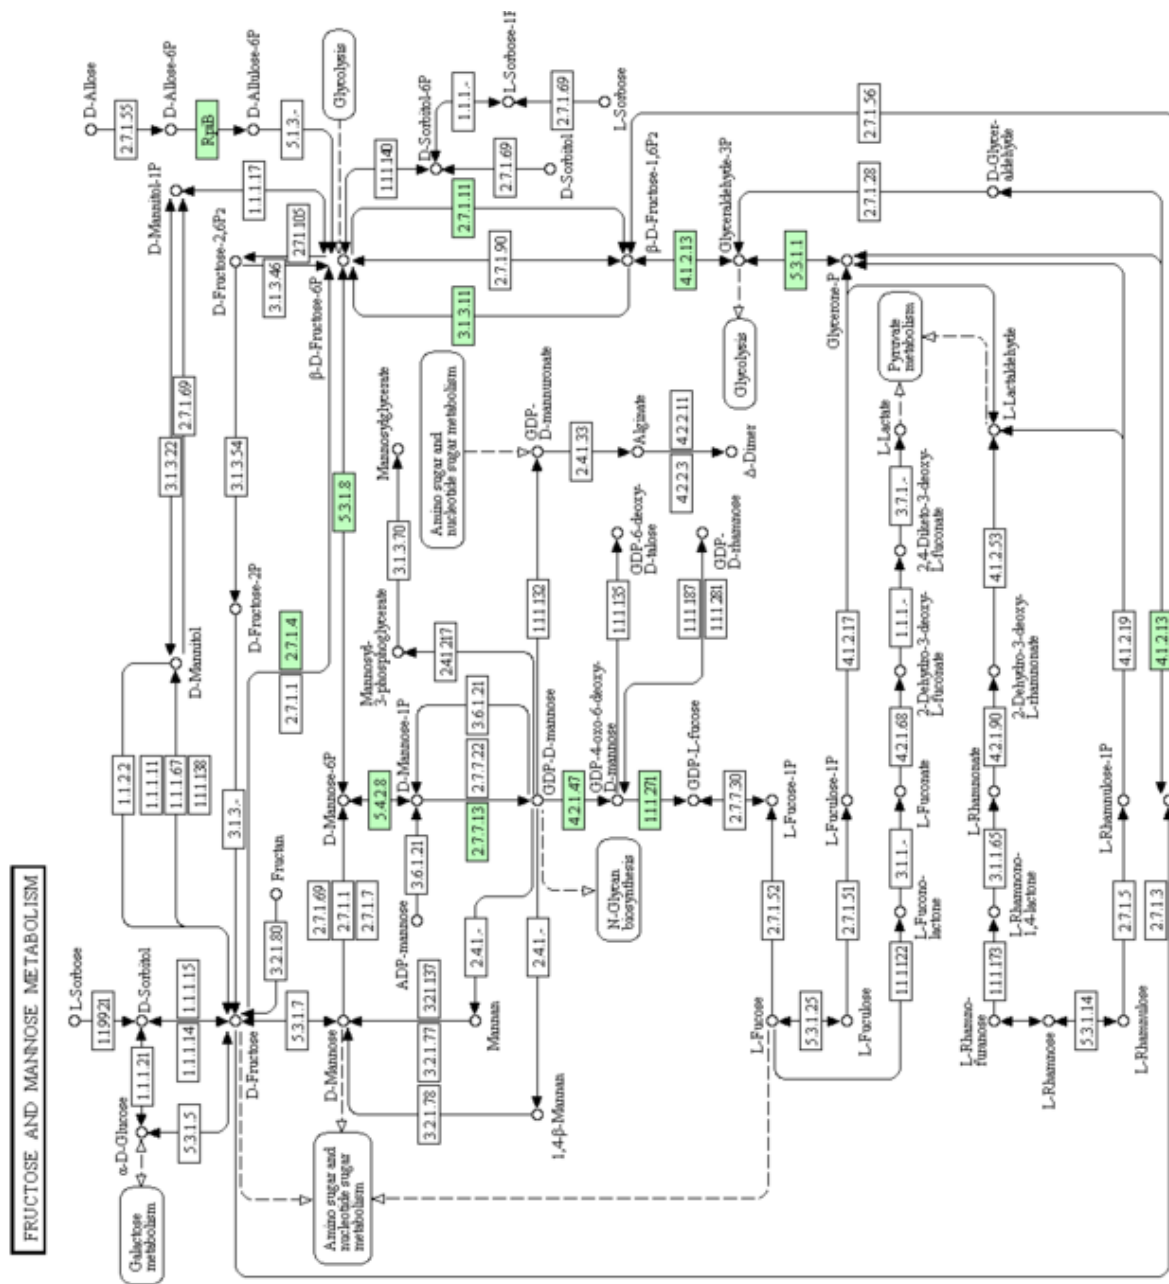 FRUCTOSE AND MANNOSE METABOLISM
L-Sorbose
1.1.99.21
D-Sorbitol
α-D-Glucose
1.1.1.21
Galactose
metabolism
5.3.1.5
1.1.1.14
1.1.1.15
D-Fructose
1.1.2.2
1.1.1.11
1.1.1.67
1.1.1.138
D-Mannitol
3.1.3.22
2.7.1.69
D-Mannitol-1P
1.1.1.17
D-Allose
2.7.1.55
D-Allose-6P
RpiB
D-Allulose-6P
5.1.3.-
Glycolysis
3.1.3.-
D-Fructose-2P
3.1.3.54
D-Fructose-2,6P2
3.1.3.46
2.7.1.105
β-D-Fructose-6P
3.2.1.80
Fructan
2.7.1.1
2.7.1.4
5.3.1.7
D-Mannose
2.7.1.69
2.7.1.1
2.7.1.7
D-Mannose-6P
5.3.1.8
1.1.1.140
D-Sorbitol-6P
1.1.1.-
L-Sorbose-1P
2.7.1.69
L-Sorbose
2.7.1.69
D-Sorbitol
2.7.1.11
2.7.1.90
3.1.3.11
β-D-Fructose-1,6P2
Amino sugar and
nucleotide sugar
metabolism
3.2.1.78
3.2.1.77
3.2.1.137
Mannan
2.4.1.-
1,4-β-Mannan
2.4.1.-
ADP-mannose
3.6.1.21
5.4.2.8
D-Mannose-1P
2.7.7.13
2.7.7.22
3.6.1.21
GDP-D-mannose
Mannosyl-
3-phosphoglycerate
2.4.1.217
3.1.3.70
Mannosylglycerate
Amino sugar and
nucleotide sugar metabolism
1.1.1.132
GDP-
D-mannuronate
2.4.1.33
Alginate
4.2.2.3
4.2.2.11
Δ-Dimer
N-Glycan
biosynthesis
4.2.1.47
GDP-4-oxo-6-deoxy-
D-mannose
1.1.1.135
GDP-6-deoxy-
D-talose
1.1.1.187
1.1.1.281
GDP-
D-rhamnose
1.1.1.271
GDP-L-fucose
2.7.7.30
L-Fucose-1P
2.7.1.52
L-Fucose
5.3.1.25
L-Fuculose
2.7.1.51
L-Fuculose-1P
4.1.2.17
Glycerone-P
4.1.2.13
Glyceraldehyde-3P
Glycolysis
5.3.1.1
2.7.1.28
D-Glycer-
aldehyde
2.7.1.56
1.1.1.122
L-Fucono-
lactone
3.1.1.-
L-Fuconate
4.2.1.68
2-Dehydro-3-deoxy-
L-fuconate
1.1.1.-
2,4-Diketo-3-deoxy-
L-fuconate
3.7.1.-
L-Lactate
Pyruvate
metabolism
L-Rhamno-
furanose
1.1.1.173
L-Rhamnono-
1,4-lactone
3.1.1.65
L-Rhamnonate
4.2.1.90
2-Dehydro-3-deoxy-
L-rhamnonate
4.1.2.53
L-Lactaldehyde
L-Rhamnose
5.3.1.14
L-Rhamnulose
2.7.1.5
L-Rhamnulose-1P
4.1.2.19
2.7.1.3
4.1.2.13